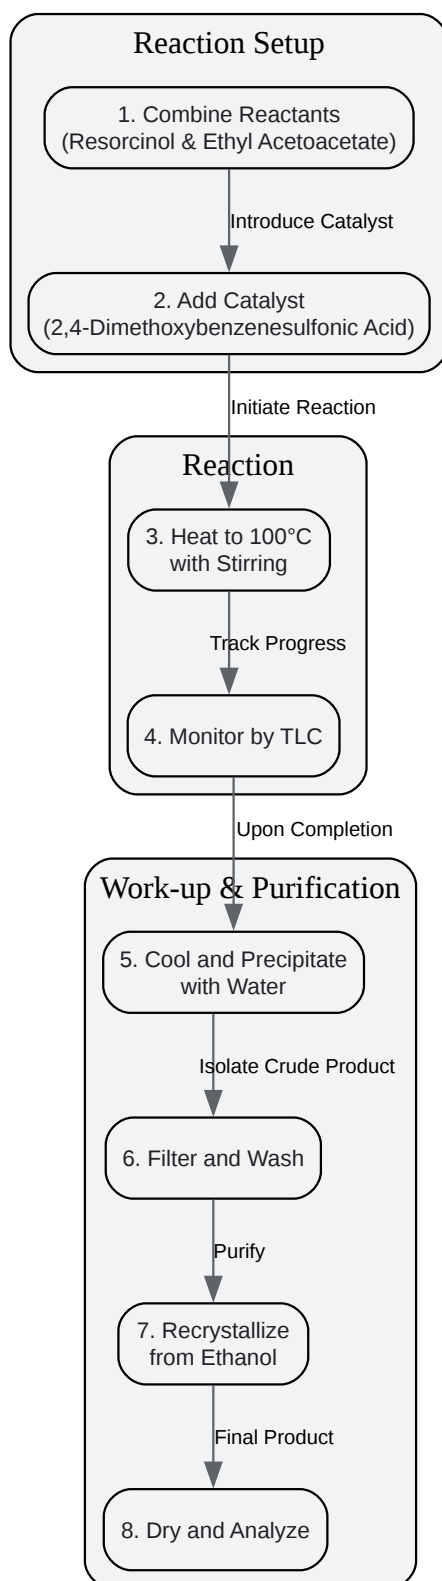 Reaction Setup
1. Combine Reactants
(Resorcinol & Ethyl Acetoacetate)
Introduce Catalyst
2. Add Catalyst
(2,4-Dimethoxybenzenesulfonic Acid)
Initiate Reaction
Reaction
3. Heat to 100°C
with Stirring
Track Progress
4. Monitor by TLC
Upon Completion
Work-up & Purification
5. Cool and Precipitate
with Water
Isolate Crude Product
6. Filter and Wash
Purify
7. Recrystallize
from Ethanol
Final Product
8. Dry and Analyze